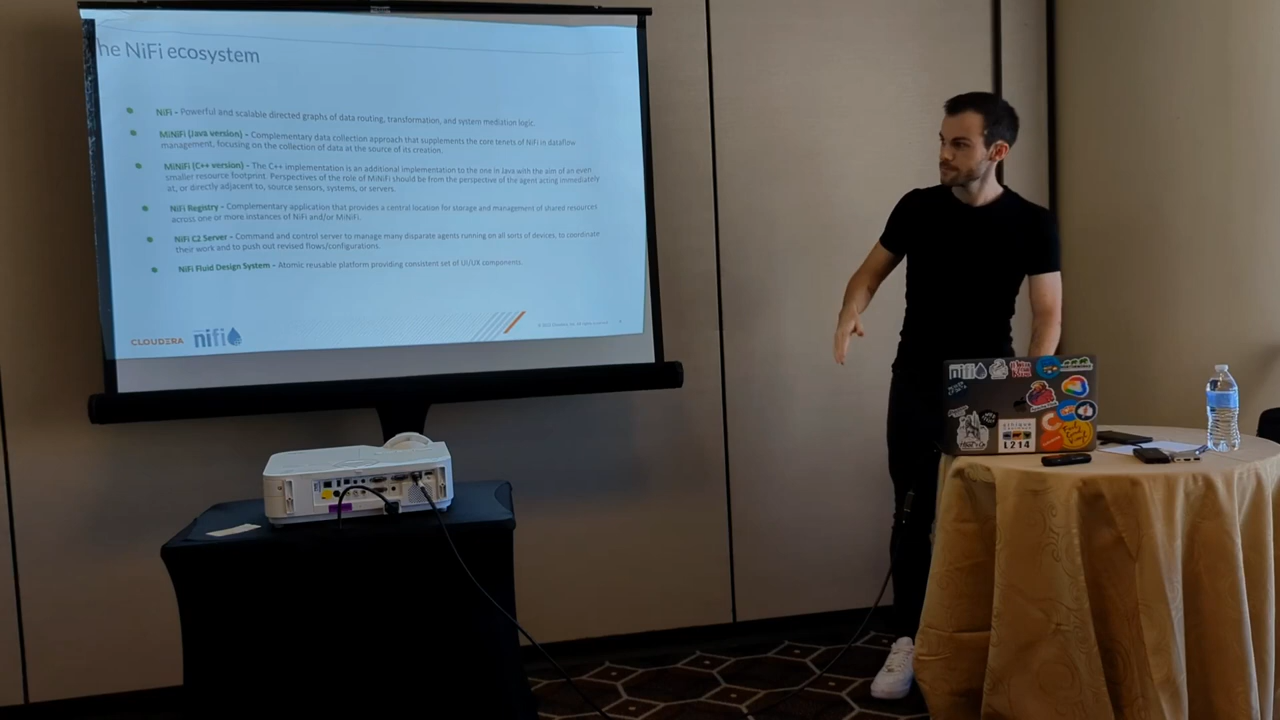 he NiFi ecosystem
NiFi – Powerful and scalable directed graphs of data routing, transformation, and system mediation logic.
MiNiFi (Java version) – Complementary data collection approach that supplements the core tenets of NiFi in dataflow
management, focusing on the collection of data at the source of its creation.
MiNiFi (C++ version) – The C++ implementation is an additional implementation to the one in Java with the aim of an even
smaller resource footprint. Perspectives of the role of MiNiFi should be from the perspective of the agent acting immediately
at, or directly adjacent to, source sensors, systems, or servers.
NiFi Registry – Complementary application that provides a central location for storage and management of shared resources
across one or more instances of NiFi and/or MiNiFi.
NiFi C2 Server – Command and control server to manage many disparate agents running on all sorts of devices, to coordinate
their work and to push out revised flows/configurations.
NiFi Fluid Design System – Atomic reusable platform providing consistent set of UI/UX components.
CLOUDERA
nifi
nifi
L214